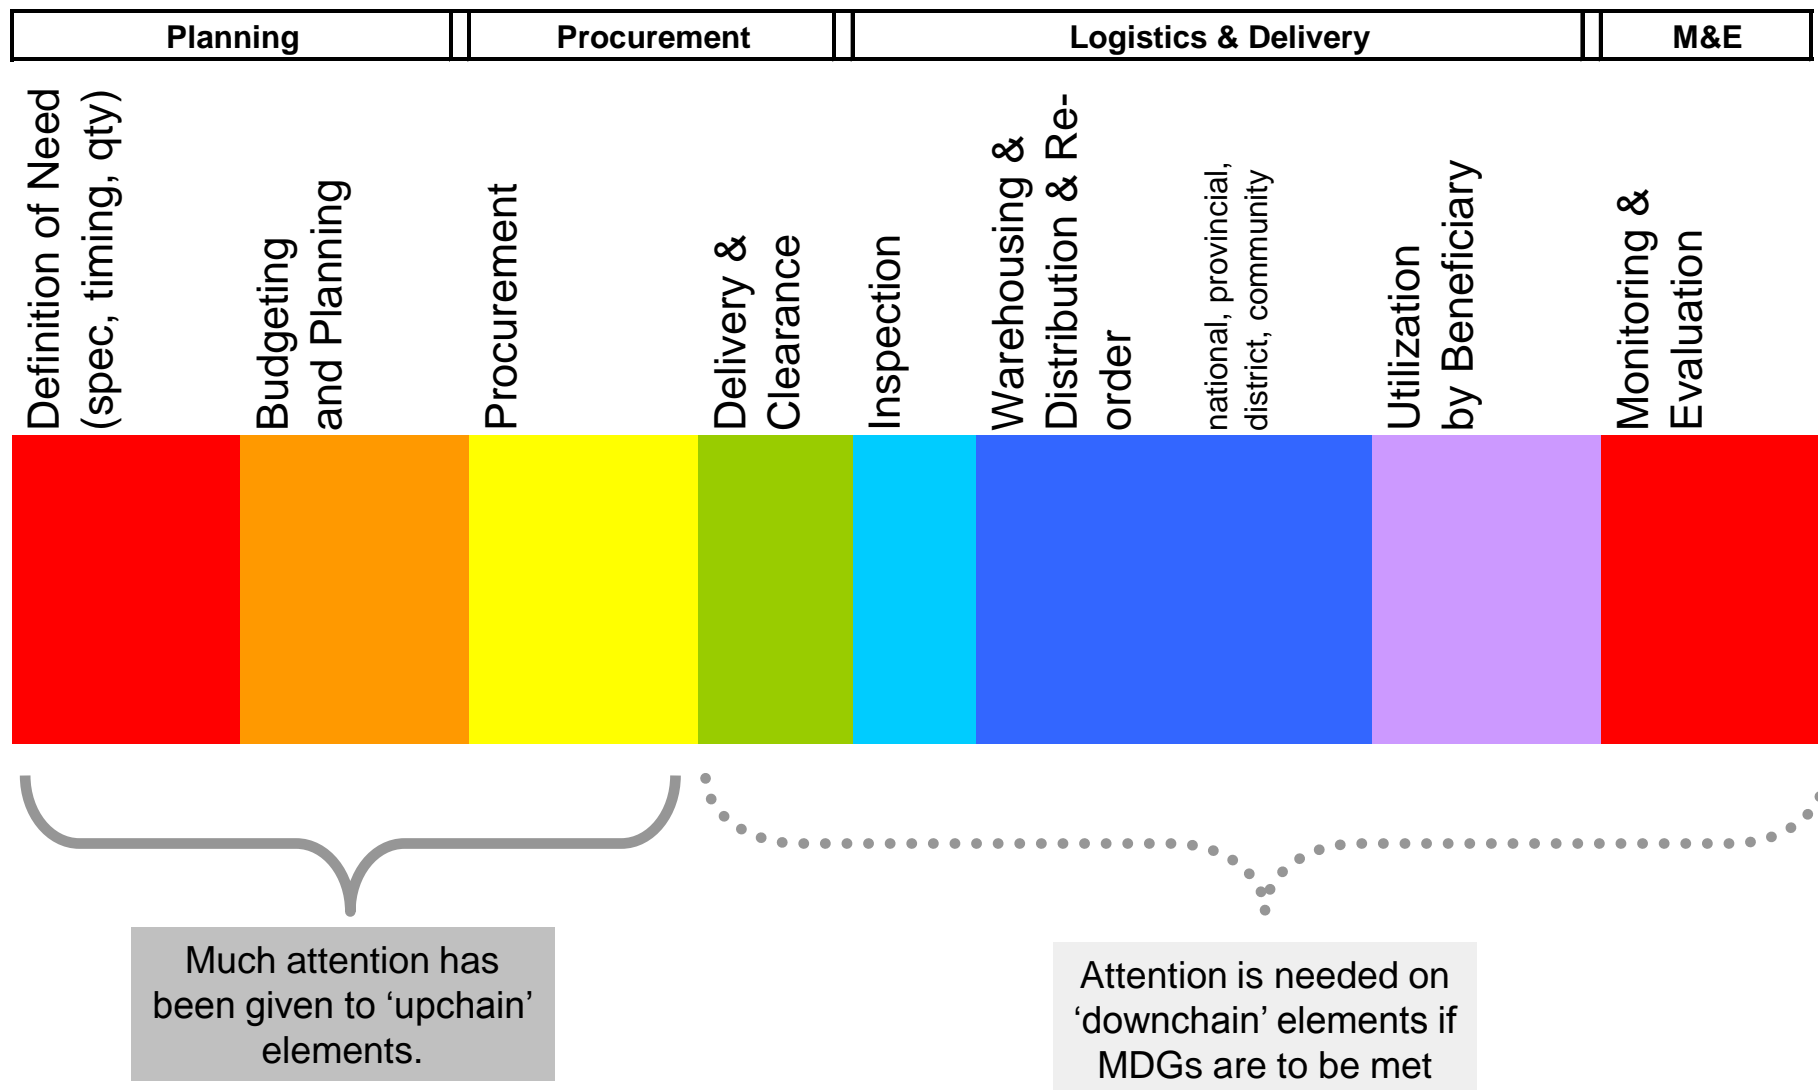 Planning
Procurement
Logistics & Delivery
M&E
Definition of Need
(spec, timing, qty)
Budgeting
and Planning
Procurement
Delivery &
Clearance
Inspection
Warehousing &
Distribution & Re-
order
national, provincial,
district, community
Utilization
by Beneficiary
Monitoring &
Evaluation
Much attention has
been given to ‘upchain’
elements.
Attention is needed on
‘downchain’ elements if
MDGs are to be met